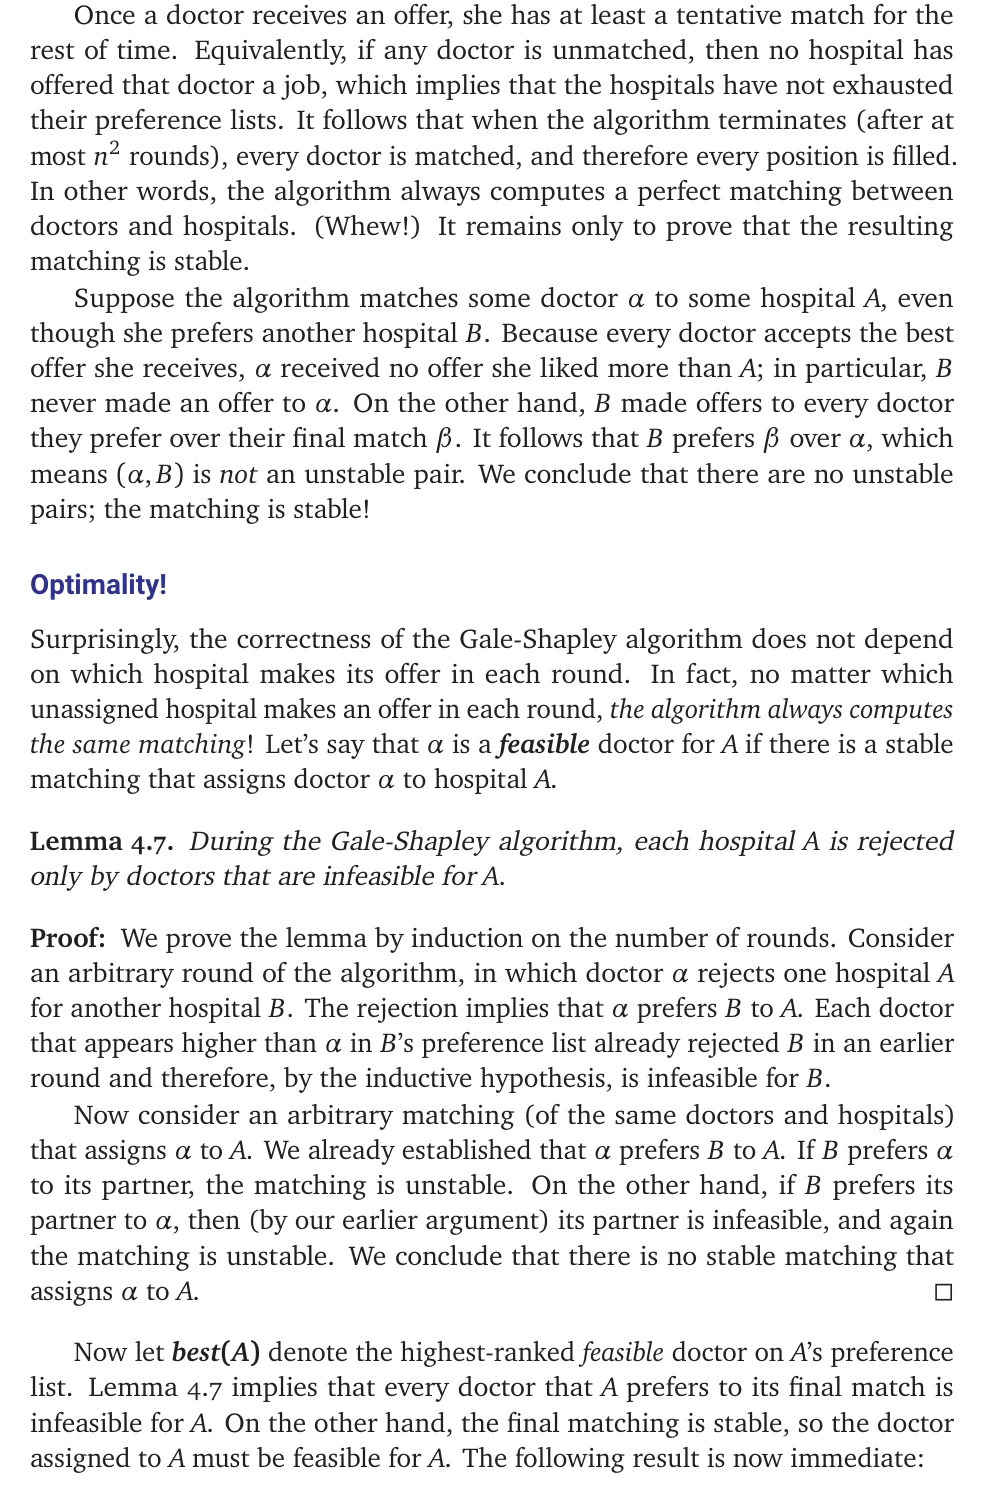 Once a doctor receives an offer, she has at least a tentative match for the
rest of time. Equivalently, if any doctor is unmatched, then no hospital has
offered that doctor a job, which implies that the hospitals have not exhausted
their preference lists. It follows that when the algorithm terminates (after at
most n² rounds), every doctor is matched, and therefore every position is filled.
In other words, the algorithm always computes a perfect matching between
doctors and hospitals. (Whew!) It remains only to prove that the resulting
matching is stable.
Suppose the algorithm matches some doctor α to some hospital A, even
though she prefers another hospital B. Because every doctor accepts the best
offer she receives, α received no offer she liked more than A; in particular, B
never made an offer to α. On the other hand, B made offers to every doctor
they prefer over their final match β. It follows that B prefers β over α, which
means (α, B) is not an unstable pair. We conclude that there are no unstable
pairs; the matching is stable!
Optimality!
Surprisingly, the correctness of the Gale-Shapley algorithm does not depend
on which hospital makes its offer in each round. In fact, no matter which
unassigned hospital makes an offer in each round, the algorithm always computes
the same matching! Let's say that α is a feasible doctor for A if there is a stable
matching that assigns doctor α to hospital A.
Lemma 4.7. During the Gale-Shapley algorithm, each hospital A is rejected
only by doctors that are infeasible for A.
Proof: We prove the lemma by induction on the number of rounds. Consider
an arbitrary round of the algorithm, in which doctor α rejects one hospital A
for another hospital B. The rejection implies that α prefers B to A. Each doctor
that appears higher than α in B's preference list already rejected B in an earlier
round and therefore, by the inductive hypothesis, is infeasible for B.
Now consider an arbitrary matching (of the same doctors and hospitals)
that assigns α to A. We already established that α prefers B to A. If B prefers α
to its partner, the matching is unstable. On the other hand, if B prefers its
partner to α, then (by our earlier argument) its partner is infeasible, and again
the matching is unstable. We conclude that there is no stable matching that
assigns α to A. □
Now let best(A) denote the highest-ranked feasible doctor on A's preference
list. Lemma 4.7 implies that every doctor that A prefers to its final match is
infeasible for A. On the other hand, the final matching is stable, so the doctor
assigned to A must be feasible for A. The following result is now immediate: